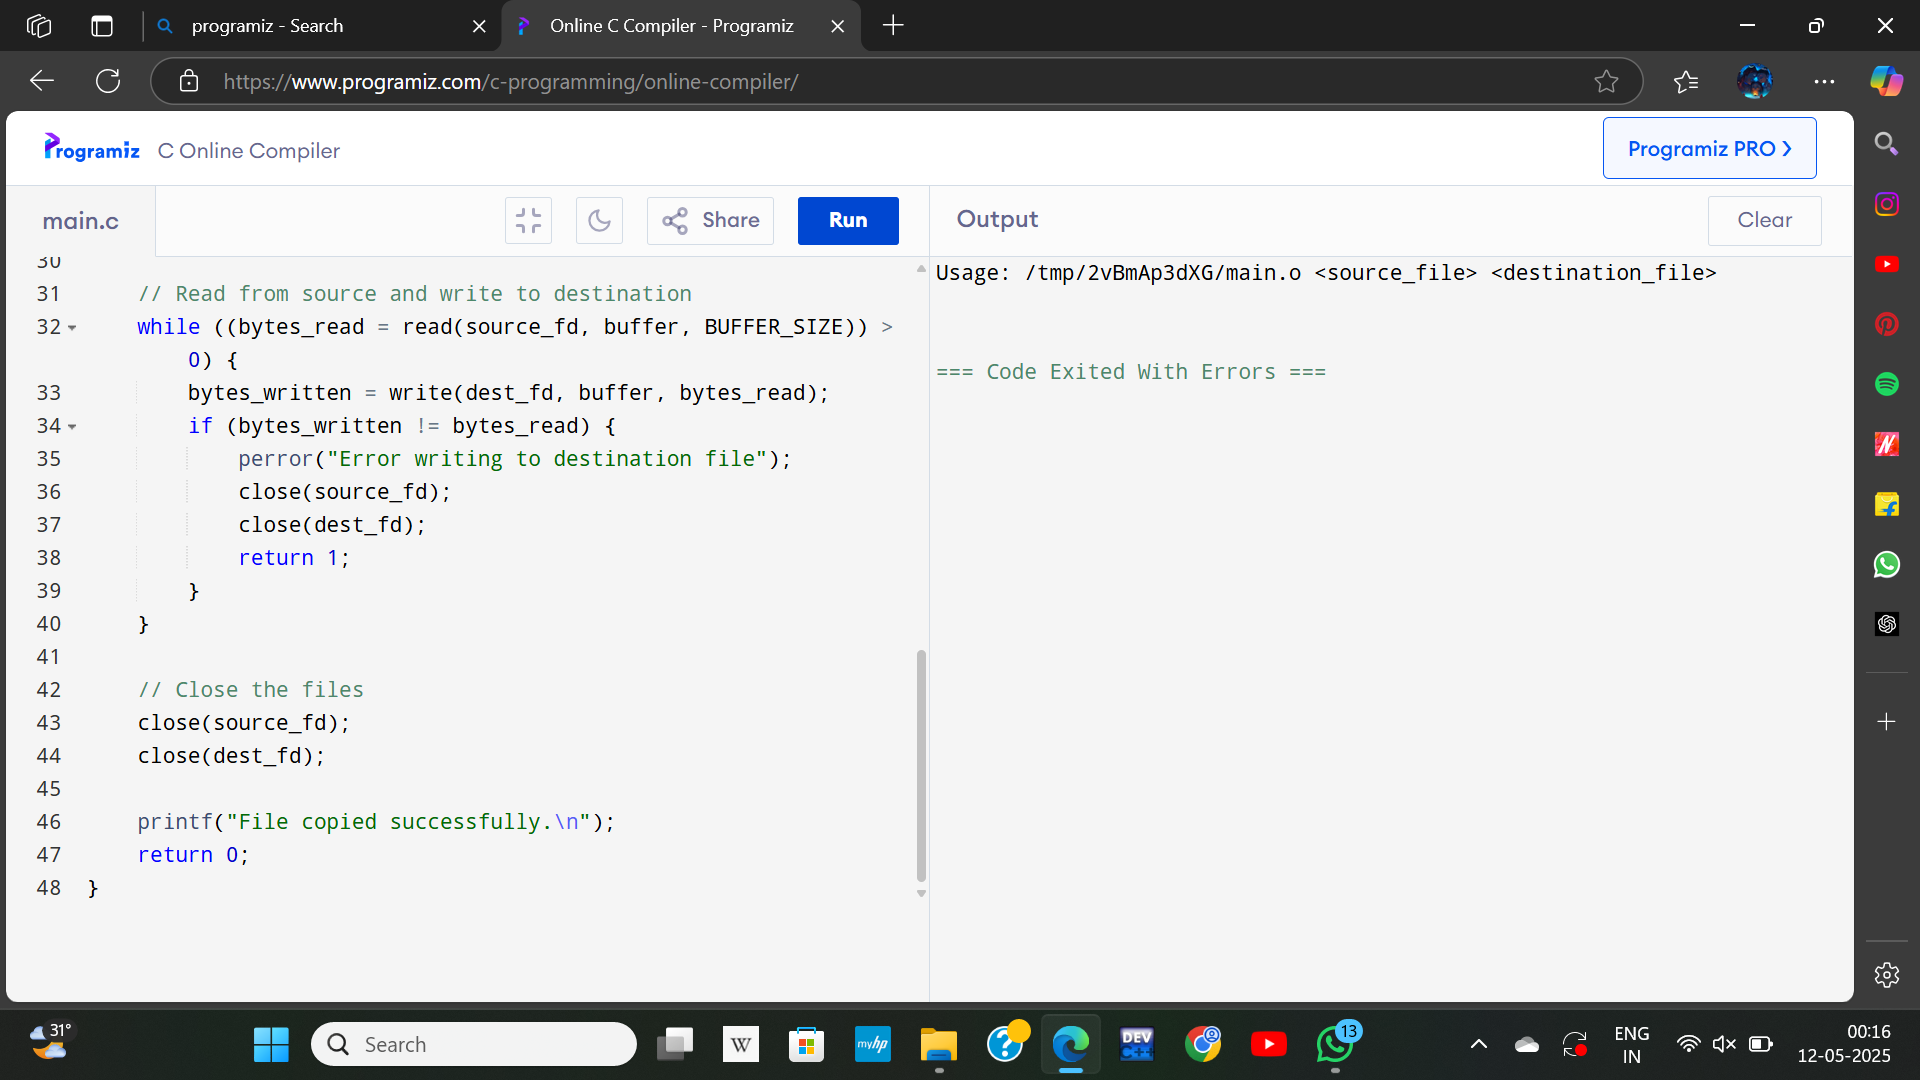 programiz - Search
Online C Compiler - Programiz
https://www.programiz.com/c-programming/online-compiler/
Programiz C Online Compiler
Programiz PRO >
main.c
Share
Run
Output
Clear
30
31 // Read from source and write to destination
32 while ((bytes_read = read(source_fd, buffer, BUFFER_SIZE)) >
0) {
33 bytes_written = write(dest_fd, buffer, bytes_read);
34 if (bytes_written != bytes_read) {
35 perror("Error writing to destination file");
36 close(source_fd);
37 close(dest_fd);
38 return 1;
39 }
40 }
41
42 // Close the files
43 close(source_fd);
44 close(dest_fd);
45
46 printf("File copied successfully.\n");
47 return 0;
48 }
Usage: /tmp/2vBmAp3dXG/main.o <source_file> <destination_file>
=== Code Exited With Errors ===
31°
Search
W
myhp
DEV
C++
13
ENG
IN
00:16
12-05-2025